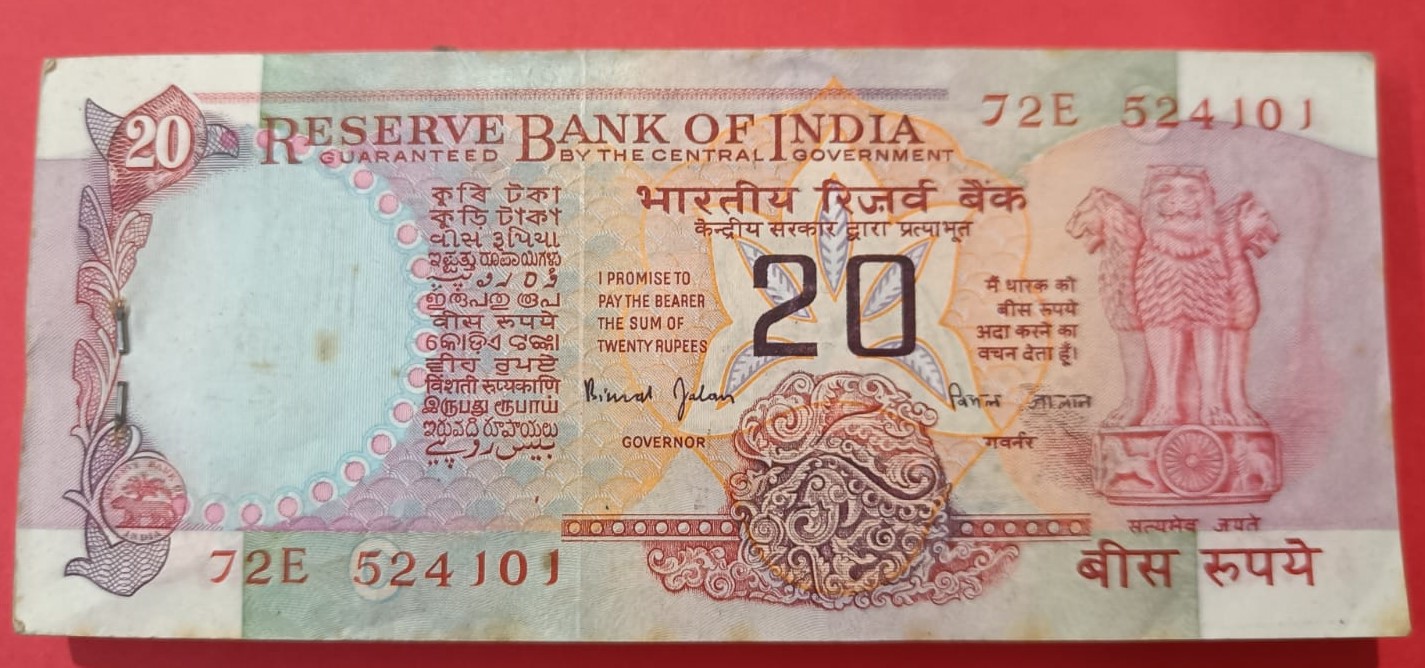 20
RESERVE BANK OF INDIA
GUARANTEED BY THE CENTRAL GOVERNMENT
72E 524101
भारतीय रिज़र्व बैंक
केन्द्रीय सरकार द्वारा प्रत्याभूत
কুৰি টকা
কুড়ি টাকা
વીસ રૂપિયા
ಇಪ್ಪತ್ತು ರೂಪಾಯಿಗಳು
ഇരുപതു രൂപ
वीस रुपये
କୋଡିଏ ଟଙ୍କା
ਵੀਹ ਰੁਪਏ
विंशती रूप्यकाणि
இருபது ரூபாய்
ఇరువది రూపాయలు
بیس روپیے
I PROMISE TO
PAY THE BEARER
THE SUM OF
TWENTY RUPEES
20
मैं धारक को
बीस रुपये
अदा करने का
वचन देता हूँ।
Bimal Jalan
बिमल जालान
GOVERNOR
गवर्नर
सत्यमेव जयते
72E 524101
बीस रुपये